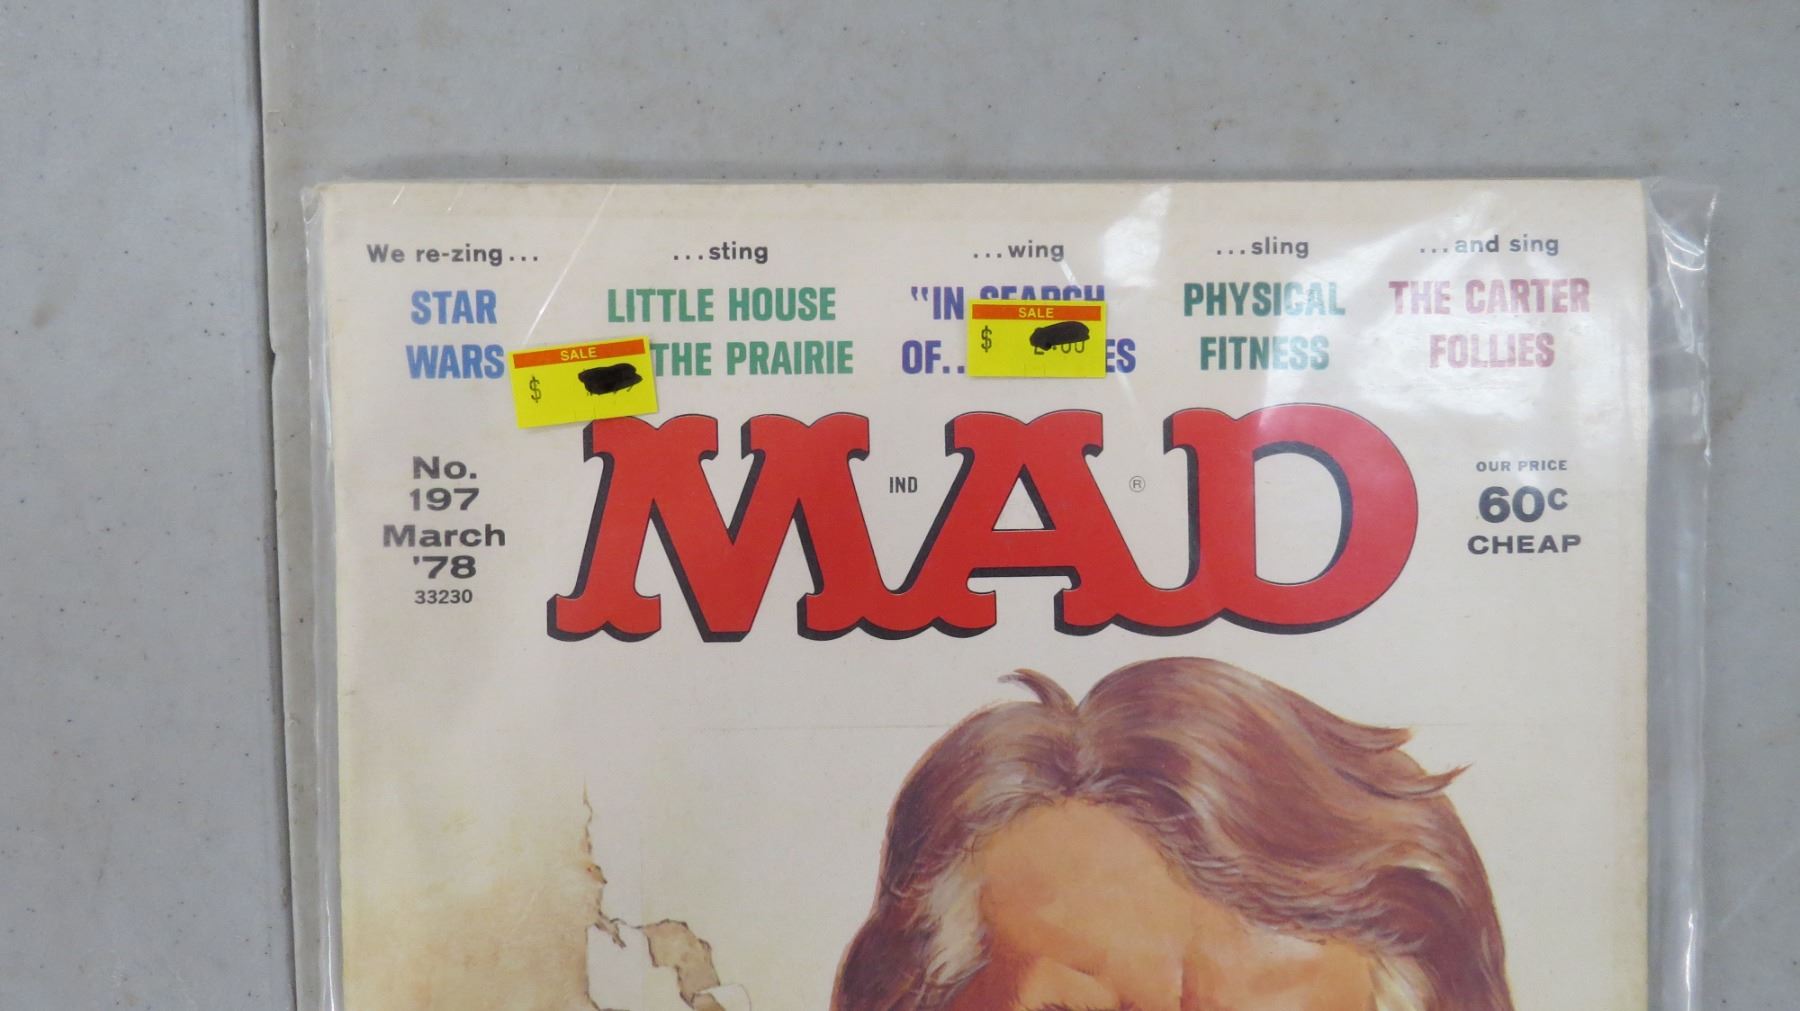 We re-zing...
...sting
...wing
...sling
...and sing
STAR
WARS
LITTLE HOUSE
THE PRAIRIE
"IN SEARCH
OF..
PHYSICAL
FITNESS
THE CARTER
FOLLIES
SALE
$
SALE
$
No.
197
March
'78
33230
MAD
IND
®
OUR PRICE
60¢
CHEAP